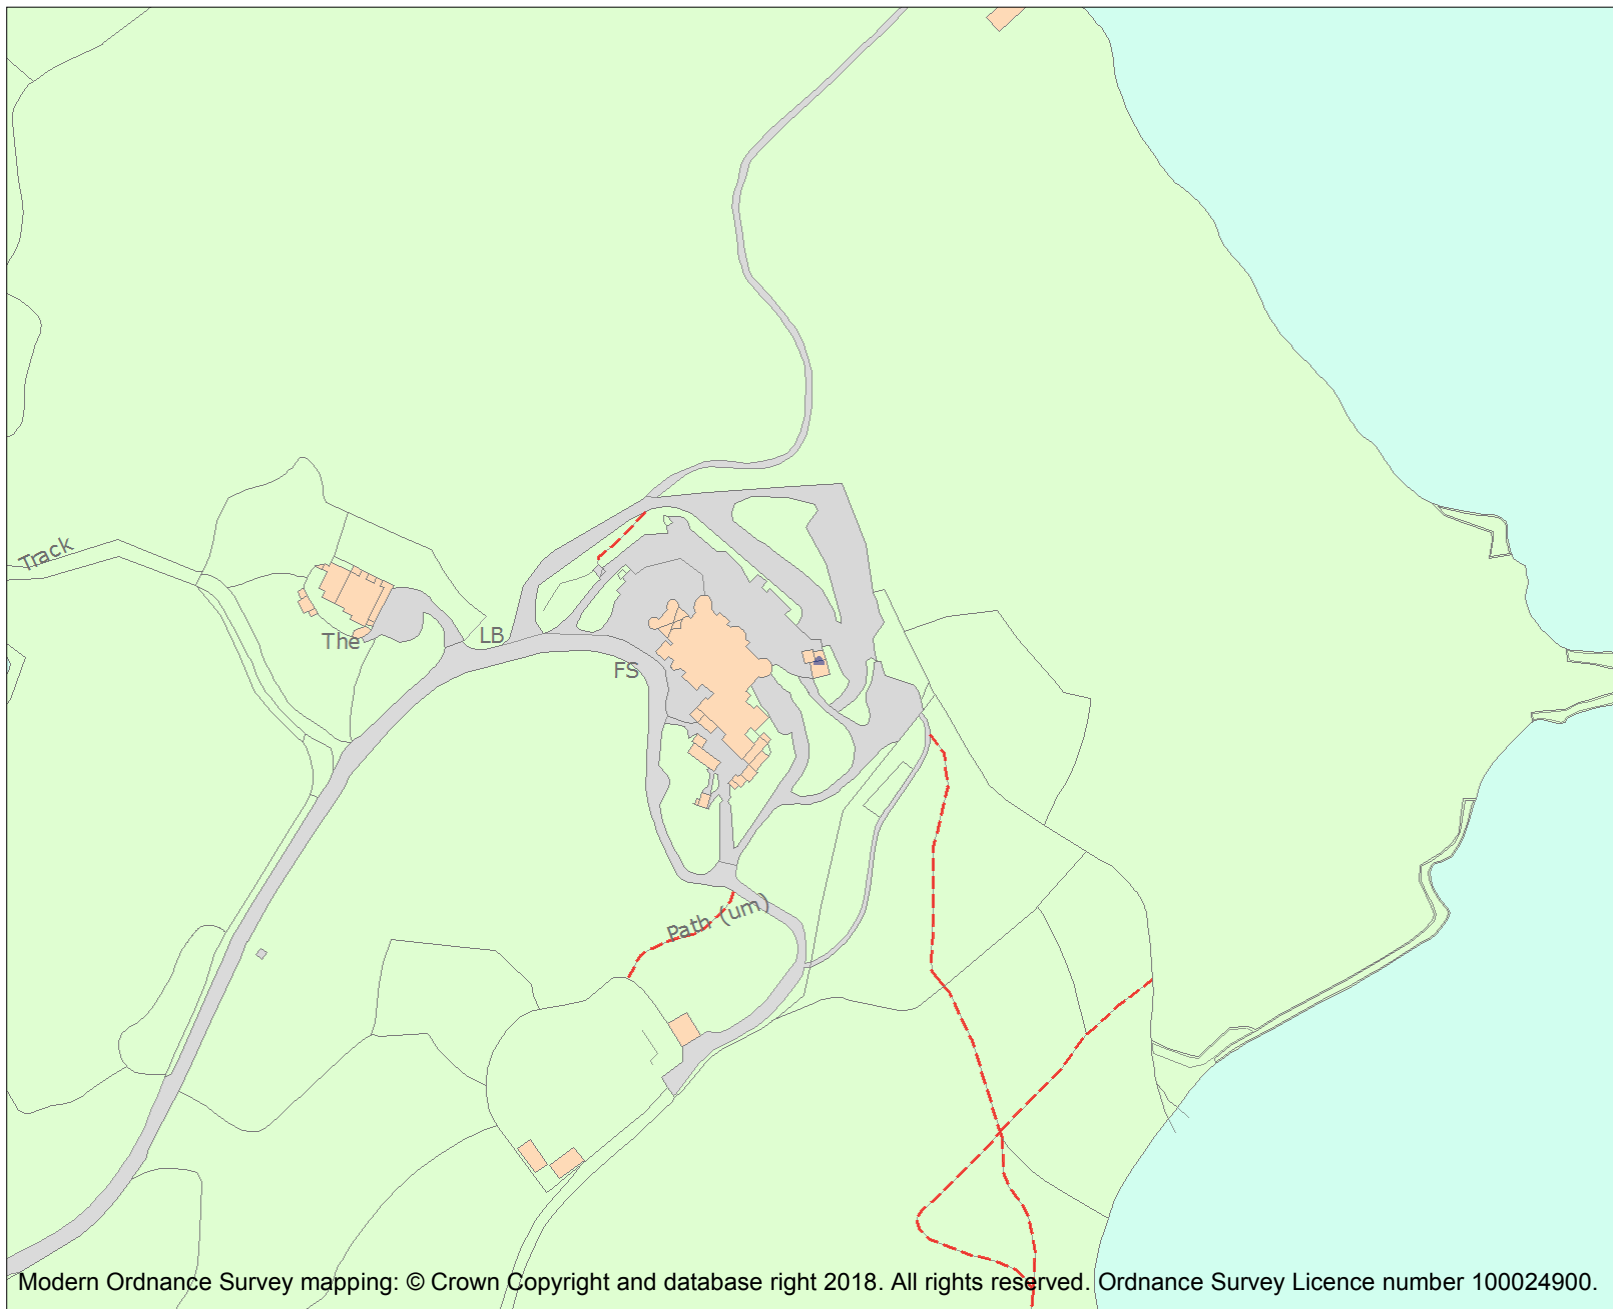 Track
The
LB
FS
Path (um)
Modern Ordnance Survey mapping: © Crown Copyright and database right 2018. All rights reserved. Ordnance Survey Licence number 100024900.